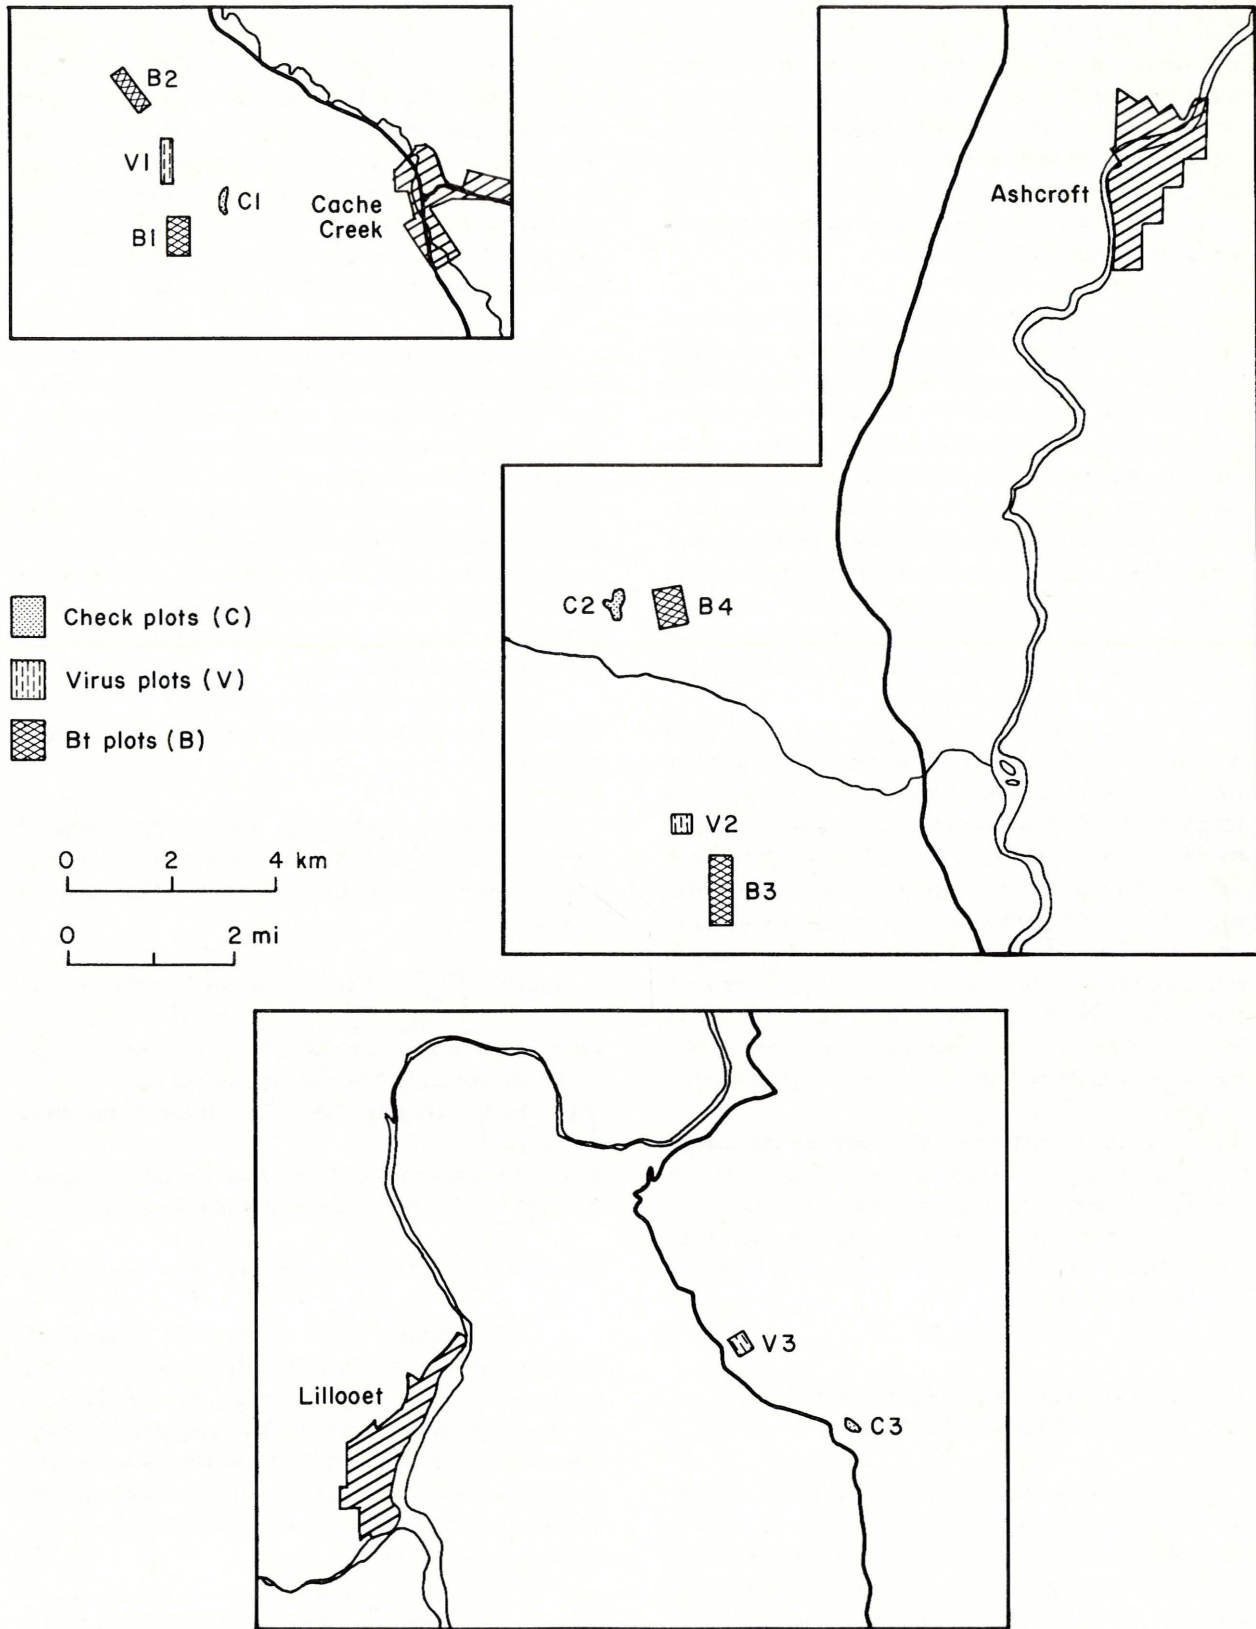 B2
V1
C1
B1
Cache
Creek
Ashcroft
C2
B4
Check plots (C)
Virus plots (V)
Bt plots (B)
V2
B3
0 2 4 km
0 2 mi
V3
Lillooet
C3